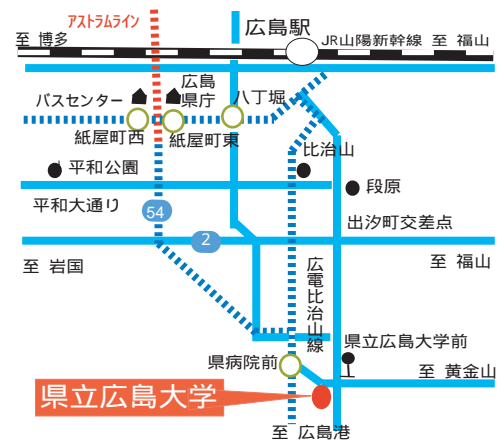 アストラムライン
広島駅
至 博多
JR山陽新幹線 至 福山
バスセンター
広島
県庁
八丁堀
紙屋町西
紙屋町東
比治山
平和公園
段原
平和大通り
54
出汐町交差点
2
至 岩国
広電比治山線
至 福山
県立広島大学前
県病院前
至 黄金山
県立広島大学
至 広島港